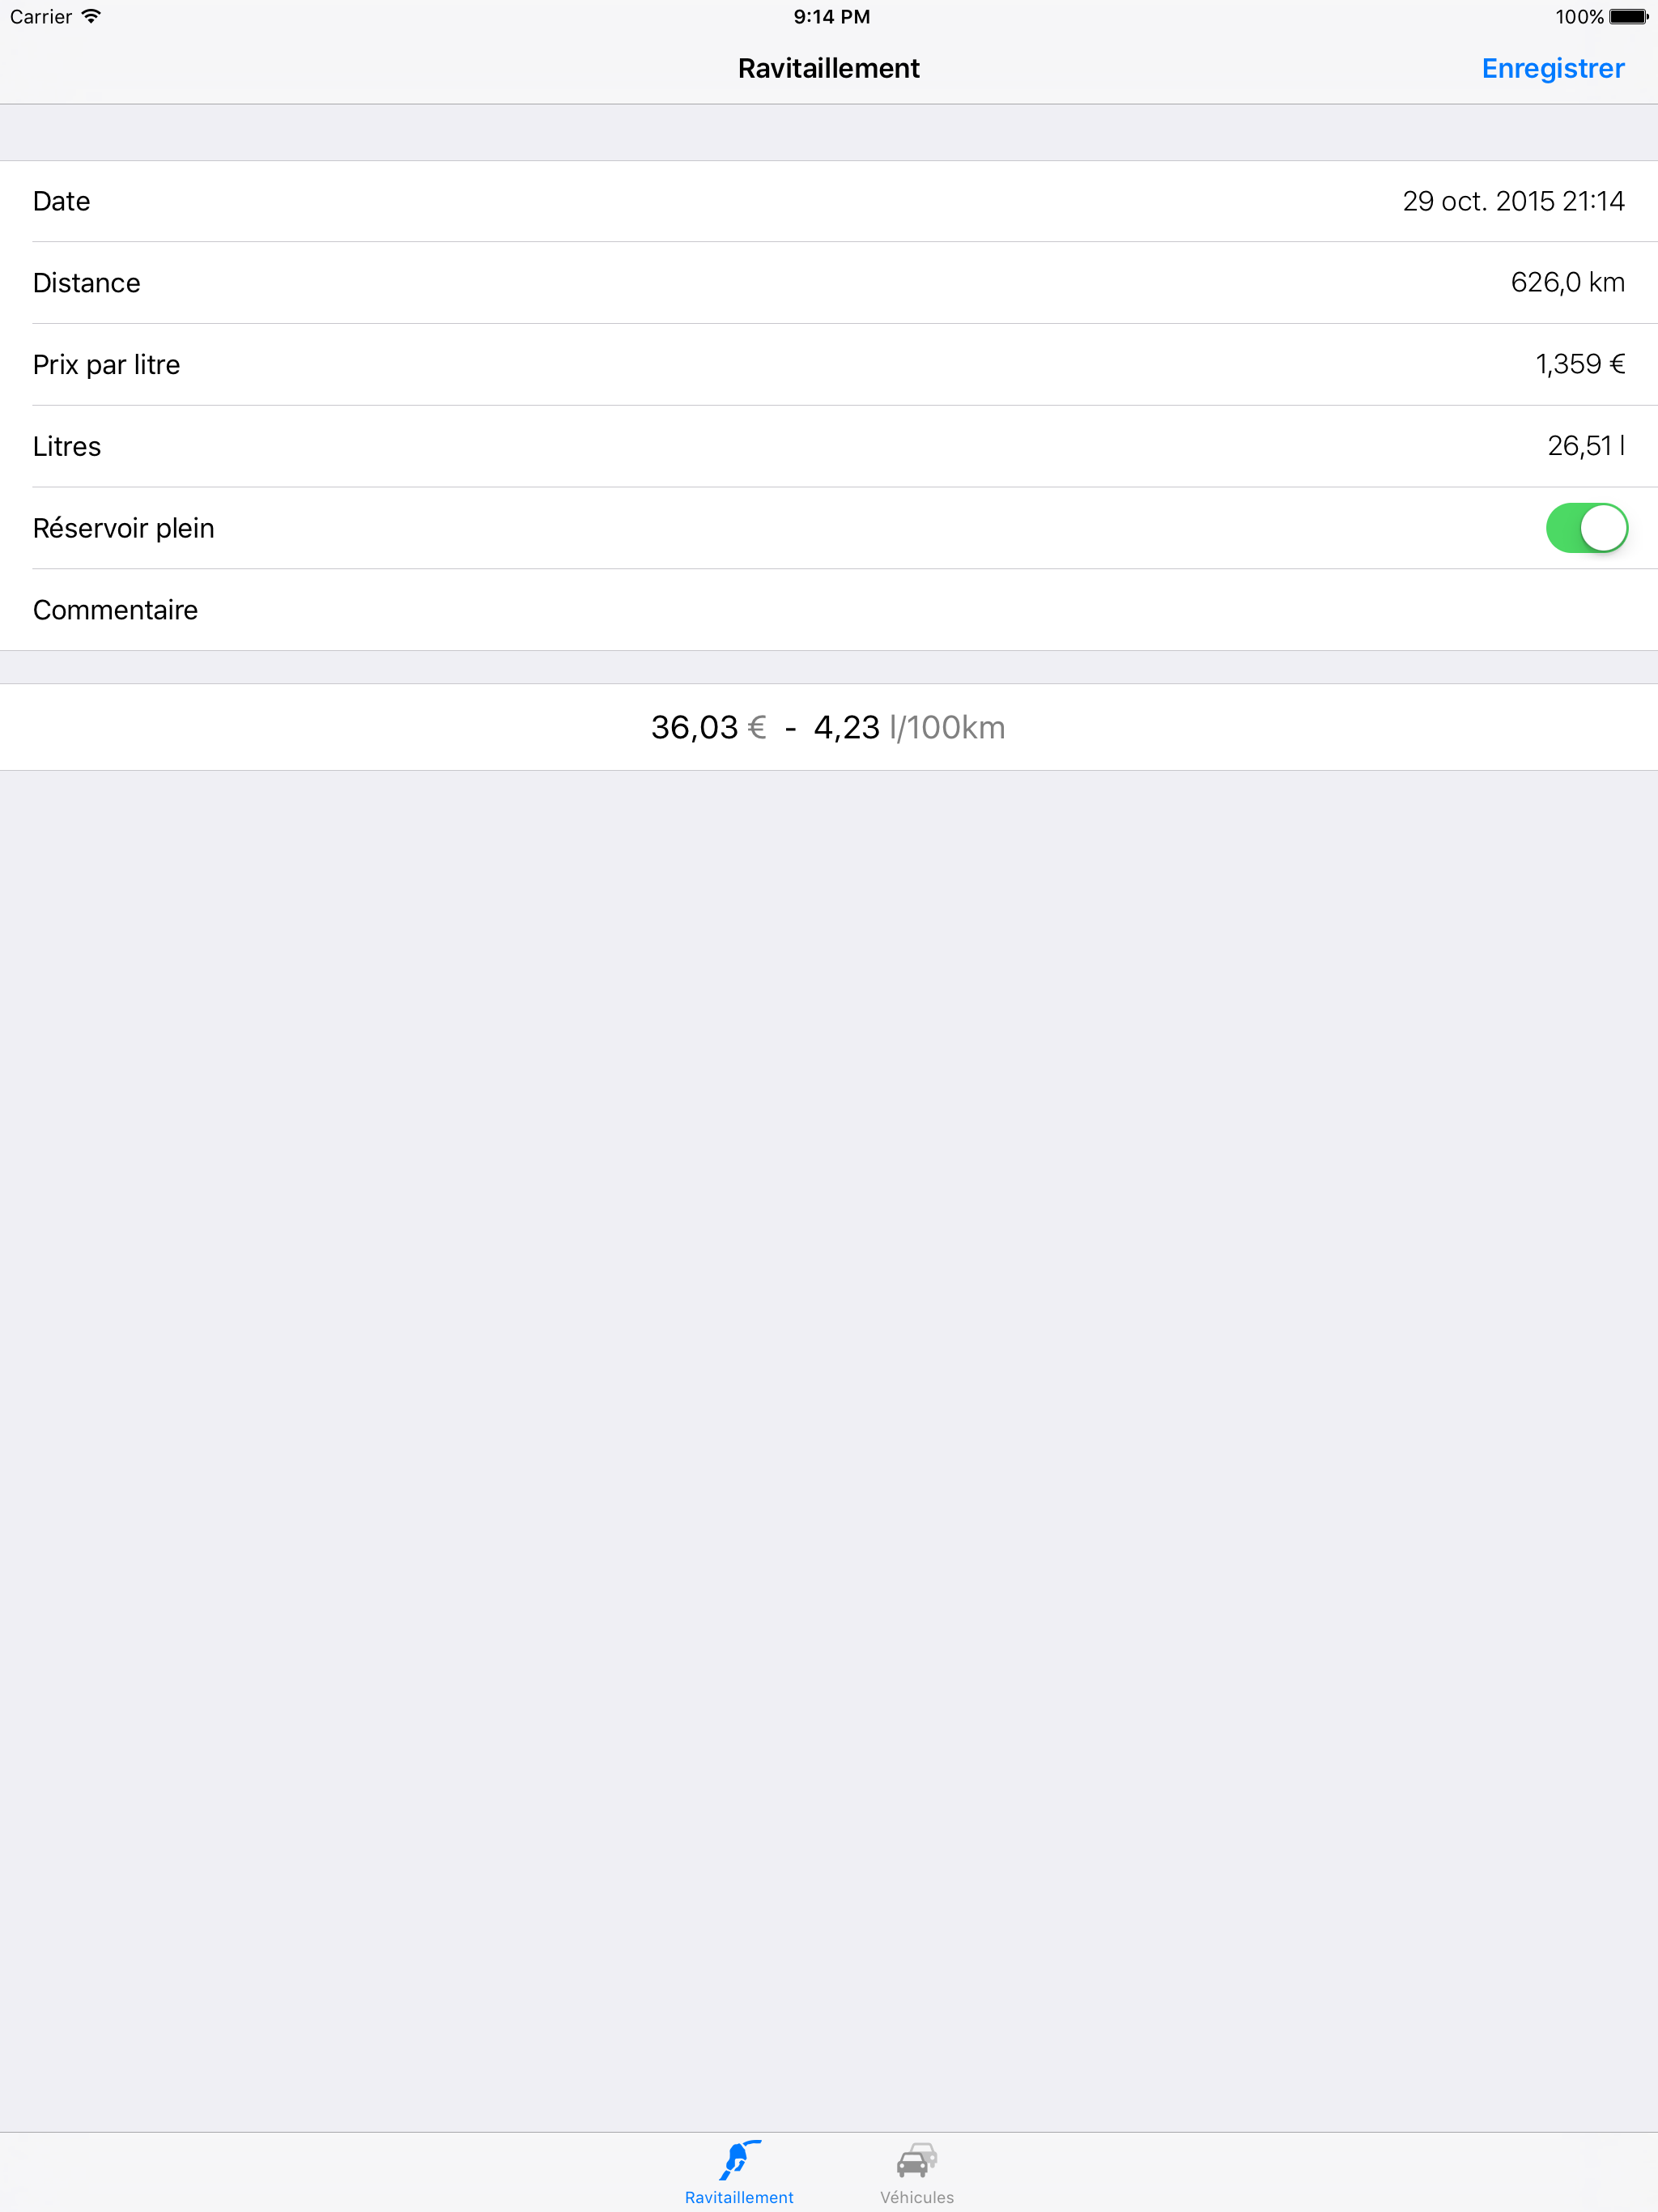 Carrier 9:14 PM 100%
Ravitaillement Enregistrer
Date 29 oct. 2015 21:14
Distance 626,0 km
Prix par litre 1,359 €
Litres 26,51 l
Réservoir plein
Commentaire
36,03 € - 4,23 l/100km
Ravitaillement Véhicules